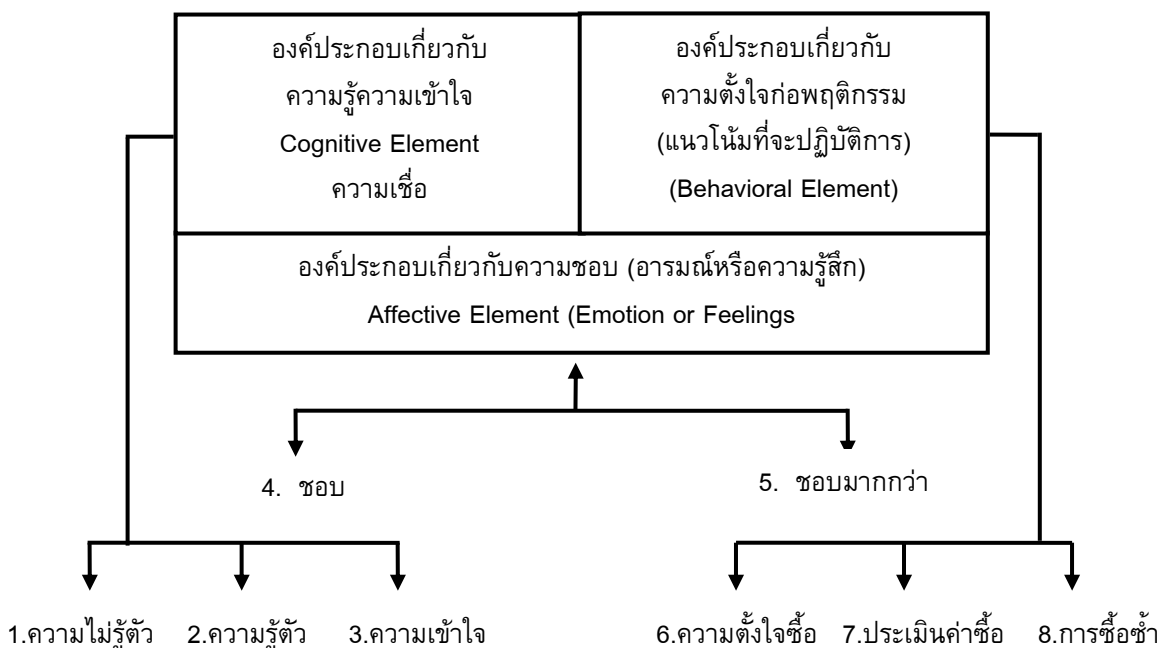 องค์ประกอบเกี่ยวกับ
ความรู้ความเข้าใจ
Cognitive Element
ความเชื่อ
องค์ประกอบเกี่ยวกับ
ความตั้งใจก่อพฤติกรรม
(แนวโน้มที่จะปฏิบัติการ)
(Behavioral Element)
องค์ประกอบเกี่ยวกับความชอบ (อารมณ์หรือความรู้สึก)
Affective Element (Emotion or Feelings
4. ชอบ
5. ชอบมากกว่า
1.ความไม่รู้ตัว
2.ความรู้ตัว
3.ความเข้าใจ
6.ความตั้งใจซื้อ
7.ประเมินค่าซื้อ
8.การซื้อซ้ำ